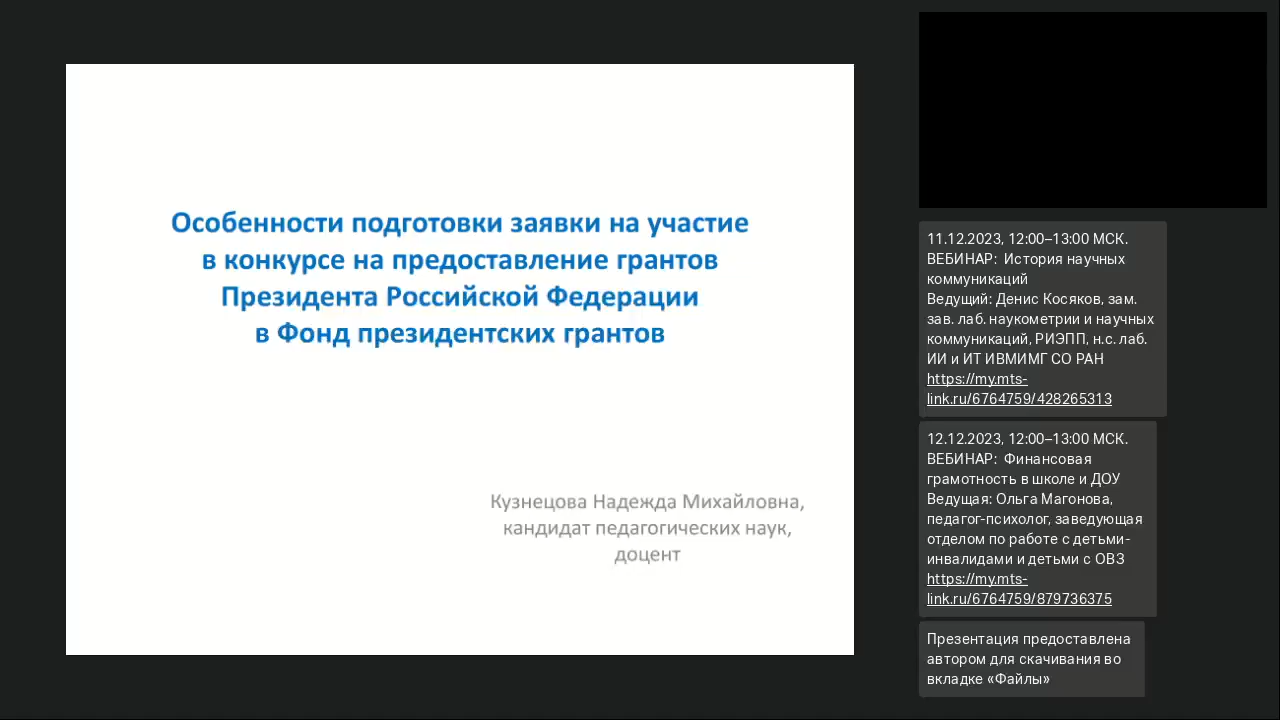 Особенности подготовки заявки на участие
в конкурсе на предоставление грантов
Президента Российской Федерации
в Фонд президентских грантов
Кузнецова Надежда Михайловна,
кандидат педагогических наук,
доцент
11.12.2023, 12:00–13:00 МСК.
ВЕБИНАР: История научных
коммуникаций
Ведущий: Денис Косяков, зам.
зав. лаб. наукометрии и научных
коммуникаций, РИЭПП, н.с. лаб.
ИИ и ИТ ИВМИМГ СО РАН
https://my.mts-
link.ru/6764759/428265313
12.12.2023, 12:00–13:00 МСК.
ВЕБИНАР: Финансовая
грамотность в школе и ДОУ
Ведущая: Ольга Магонова,
педагог-психолог, заведующая
отделом по работе с детьми-
инвалидами и детьми с ОВЗ
https://my.mts-
link.ru/6764759/879736375
Презентация предоставлена
автором для скачивания во
вкладке «Файлы»